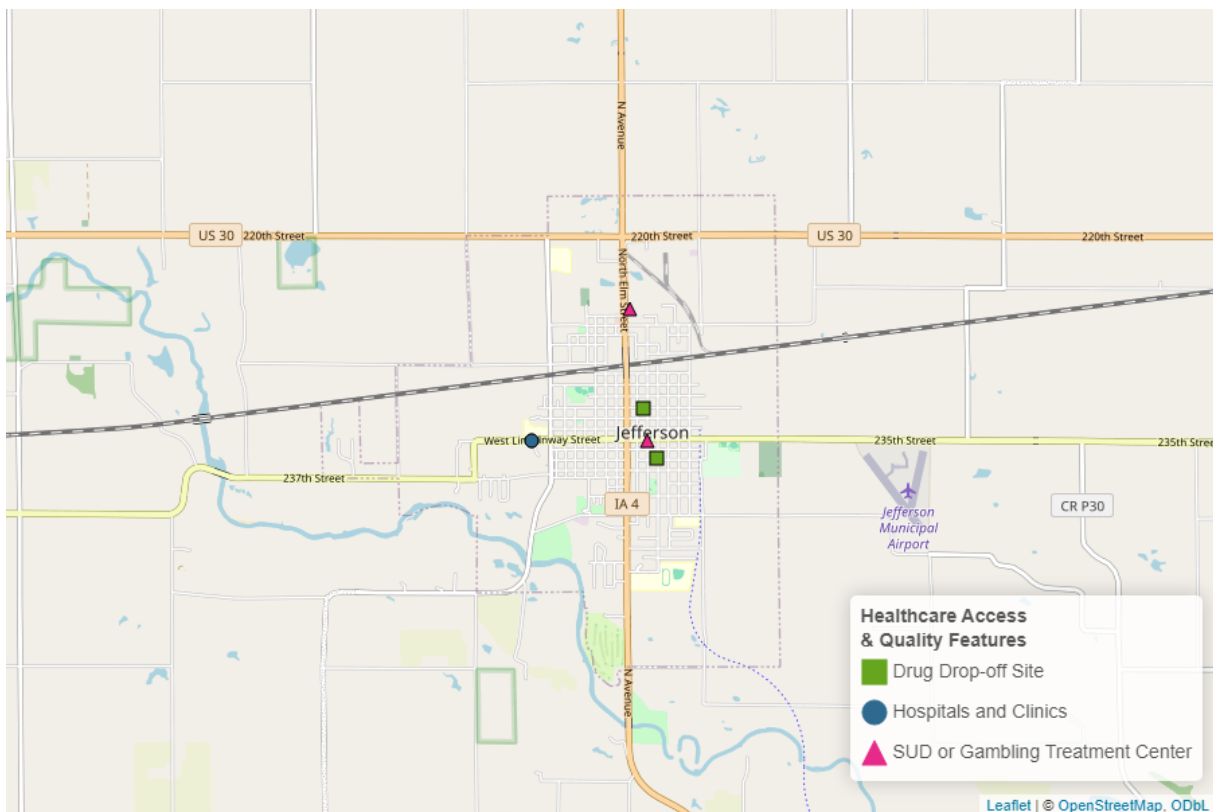 N Avenue
US 30
220th Street
220th Street
US 30
220th Street
North Elm Street
Jefferson
West Lincolnway Street
235th Street
235th Street
237th Street
IA 4
Jefferson
Municipal
Airport
CR P30
N Avenue
Healthcare Access
& Quality Features
Drug Drop-off Site
Hospitals and Clinics
SUD or Gambling Treatment Center
Leaflet | © OpenStreetMap, ODbL